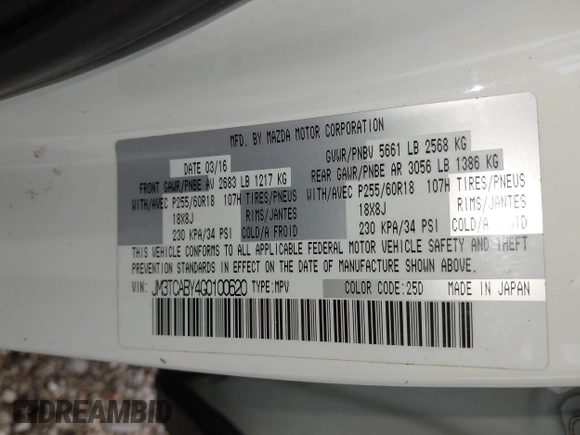 MFD. BY MAZDA MOTOR CORPORATION
DATE 03/16 GVWR/PNBV 5661 LB 2568 KG
FRONT GAWR/PNBE AV 2683 LB 1217 KG REAR GAWR/PNBE AR 3056 LB 1386 KG
WITH/AVEC P255/60R18 107H TIRES/PNEUS WITH/AVEC P255/60R18 107H TIRES/PNEUS
18X8J RIMS/JANTES 18X8J RIMS/JANTES
230 KPA/34 PSI COLD/A FROID 230 KPA/34 PSI COLD/A FROID
THIS VEHICLE CONFORMS TO ALL APPLICABLE FEDERAL MOTOR VEHICLE SAFETY AND THEFT
PREVENTION STANDARDS IN EFFECT ON THE DATE OF MANUFACTURE SHOWN ABOVE.
VIN: JM3TCABY4G0100620 TYPE:MPV COLOR CODE:25D MADE IN JAPAN
DREAMBID